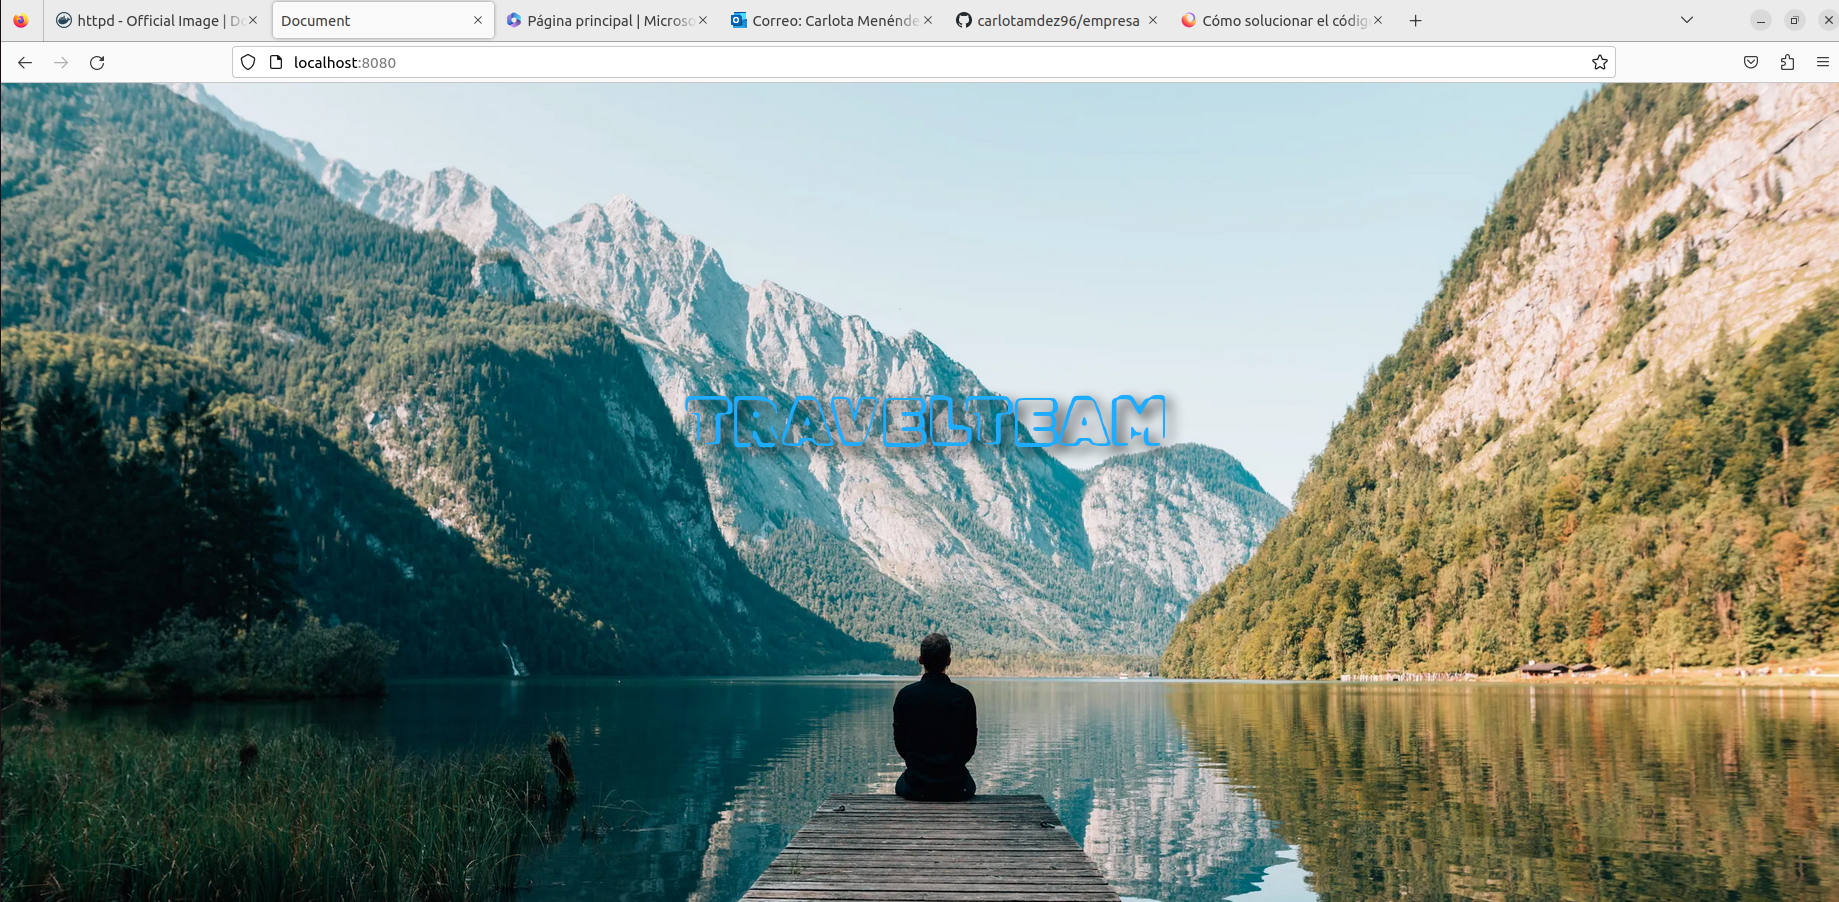 httpd - Official Image | Do
Document
Página principal | Microso
Correo: Carlota Menénde
carlotamdez96/empresa
Cómo solucionar el códig
localhost:8080
TRAVELTEAM